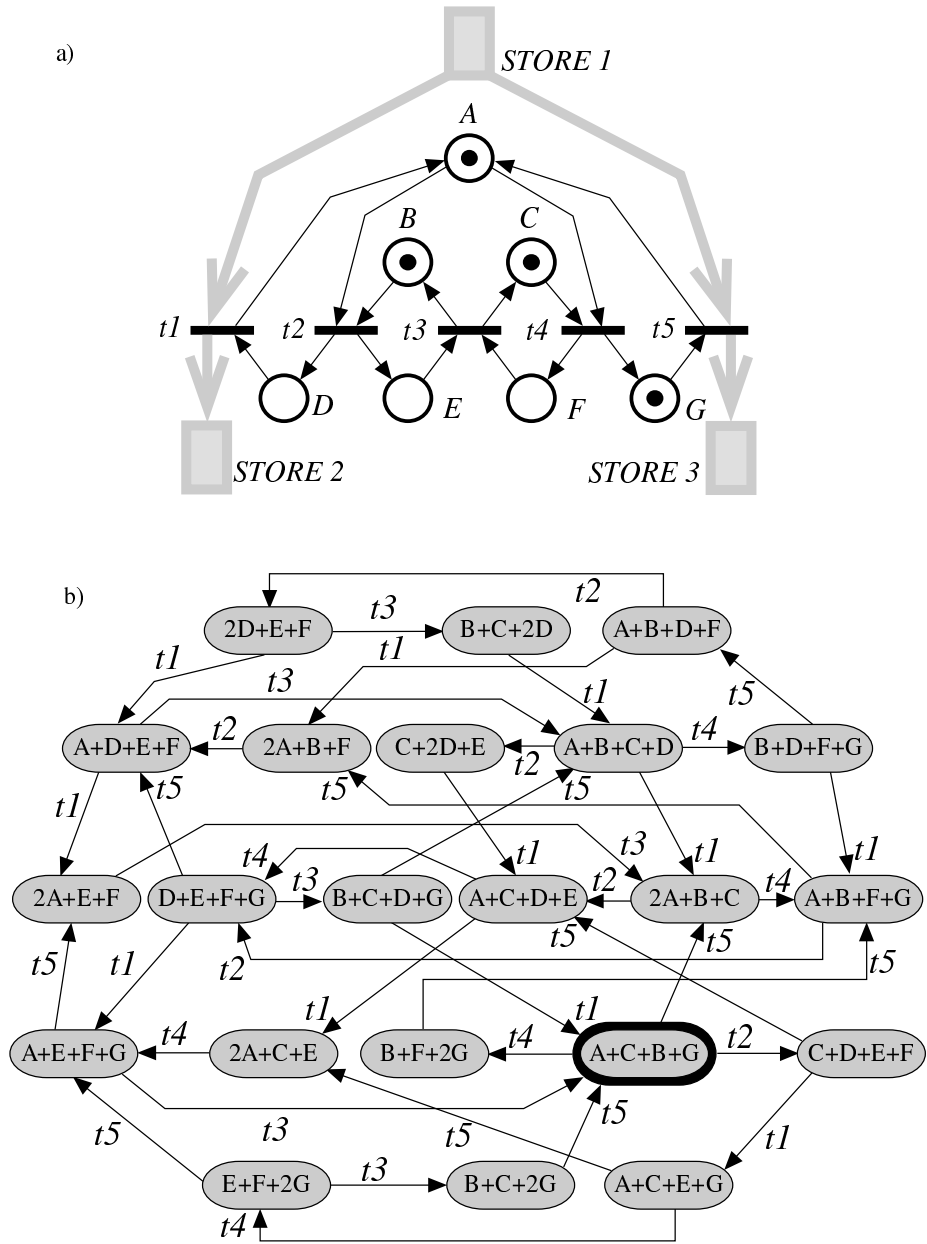 a)
STORE 1
A
B
C
t1
t2
t3
t4
t5
D
E
F
G
STORE 2
STORE 3
b)
t2
2D+E+F
t3
B+C+2D
A+B+D+F
t1
t1
t3
t1
t5
A+D+E+F
t2
2A+B+F
C+2D+E
t2
A+B+C+D
t4
B+D+F+G
t1
t5
t5
t5
t4
t1
t3
t1
t1
2A+E+F
D+E+F+G
t3
B+C+D+G
A+C+D+E
t2
2A+B+C
t4
A+B+F+G
t5
t1
t2
t5
t5
t5
t1
t1
A+E+F+G
t4
2A+C+E
B+F+2G
t4
A+C+B+G
t2
C+D+E+F
t5
t3
t5
t5
t1
E+F+2G
t3
B+C+2G
A+C+E+G
t4